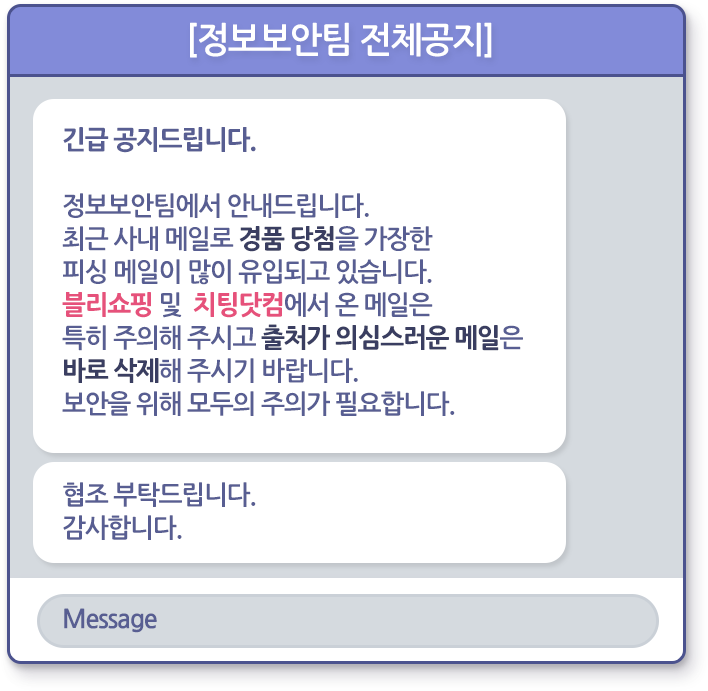 [정보보안팀 전체공지]
긴급 공지드립니다.
정보보안팀에서 안내드립니다.
최근 사내 메일로 경품 당첨을 가장한
피싱 메일이 많이 유입되고 있습니다.
블리쇼핑 및 치팅닷컴에서 온 메일은
특히 주의해 주시고 출처가 의심스러운 메일은
바로 삭제해 주시기 바랍니다.
보안을 위해 모두의 주의가 필요합니다.
협조 부탁드립니다.
감사합니다.
Message